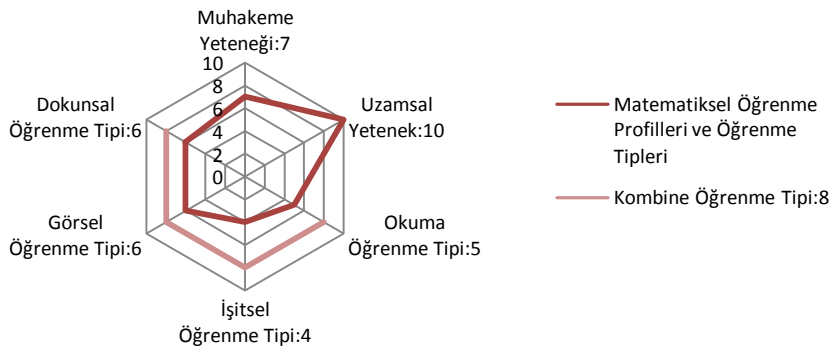 Muhakeme
Yeteneği:7
10
8
6
4
2
0
Uzamsal
Yetenek:10
Okuma
Öğrenme Tipi:5
İşitsel
Öğrenme Tipi:4
Görsel
Öğrenme Tipi:6
Dokunsal
Öğrenme Tipi:6
Matematiksel Öğrenme
Profilleri ve Öğrenme
Tipleri
Kombine Öğrenme Tipi:8